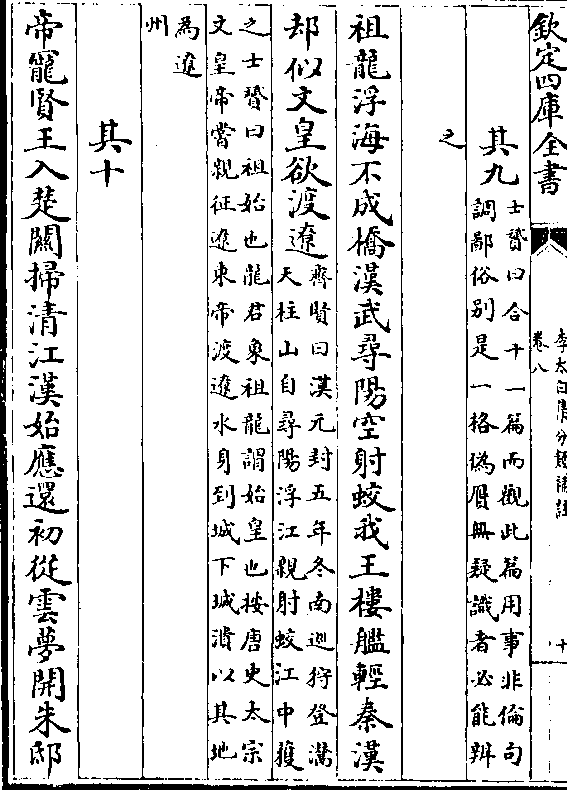 欽定四庫全書
李太白集分類補註
卷八
十
其九
士贇曰合十一篇而觀此篇用事非倫句
調鄙俗別是一格偽贋無疑識者必能辨
之
祖龍浮海不成橋漢武尋陽空射蛟我王樓艦輕秦漢
却似文皇欲渡遼
齊賢曰漢元封五年冬南巡狩登灊
天柱山自尋陽浮江親射蛟江中獲
之士贇曰祖始也龍君象祖龍謂始皇也按唐史太宗
文皇帝嘗親征遼東帝渡遼水身到城下城潰以其地
為遼
州
其十
帝寵賢王入楚關掃清江漢始應還初從雲夢開朱邸